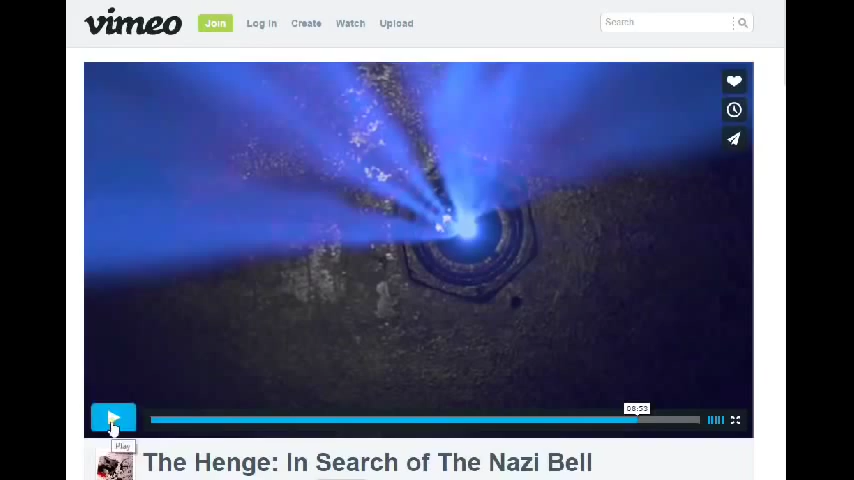 vimeo Join Log In Create Watch Upload Search
08:53
Play
The Henge: In Search of The Nazi Bell